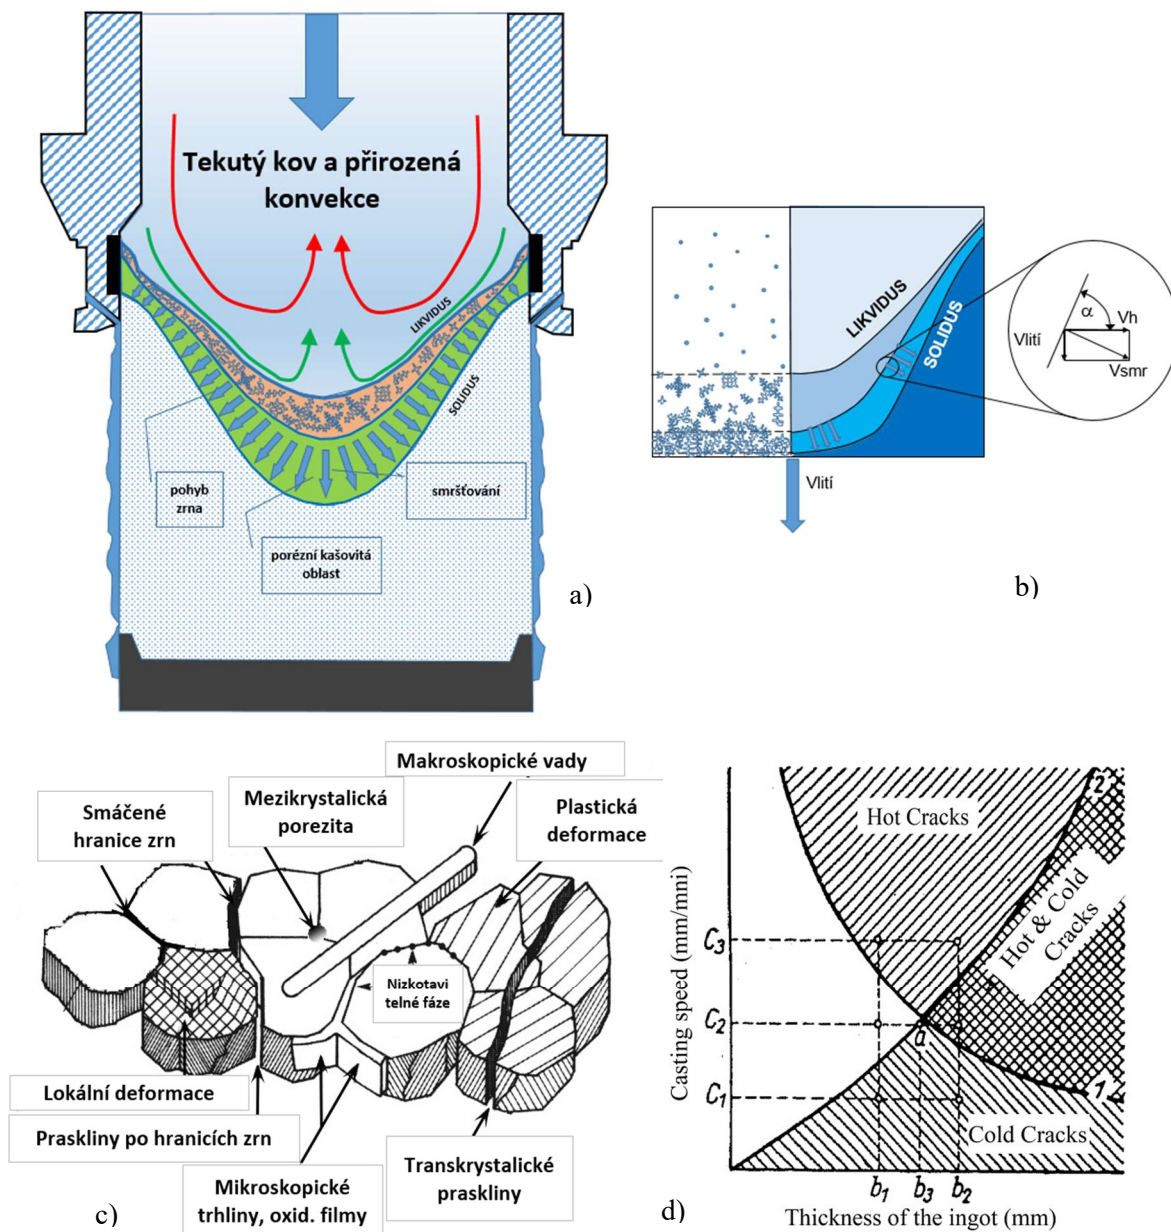 Tekutý kov a přirozená
konvekce
LIKVIDUS
SOLIDUS
pohyb
zrna
smršťování
porézní kašovitá
oblast
a)
LIKVIDUS
SOLIDUS
Vlití
α
Vh
Vlití
Vsmr
b)
Makroskopické vady
Smáčené
hranice zrn
Mezikrystalická
porezita
Plastická
deformace
Nizkotavi
telné fáze
Lokální deformace
Praskliny po hranicích zrn
Mikroskopické
trhliny, oxid. filmy
Transkrystalické
praskliny
c)
Casting speed (mm/mni)
C3
C2
C1
Hot Cracks
2
Hot & Cold
Cracks
a
1
Cold Cracks
b1 b3 b2
Thickness of the ingot (mm)
d)